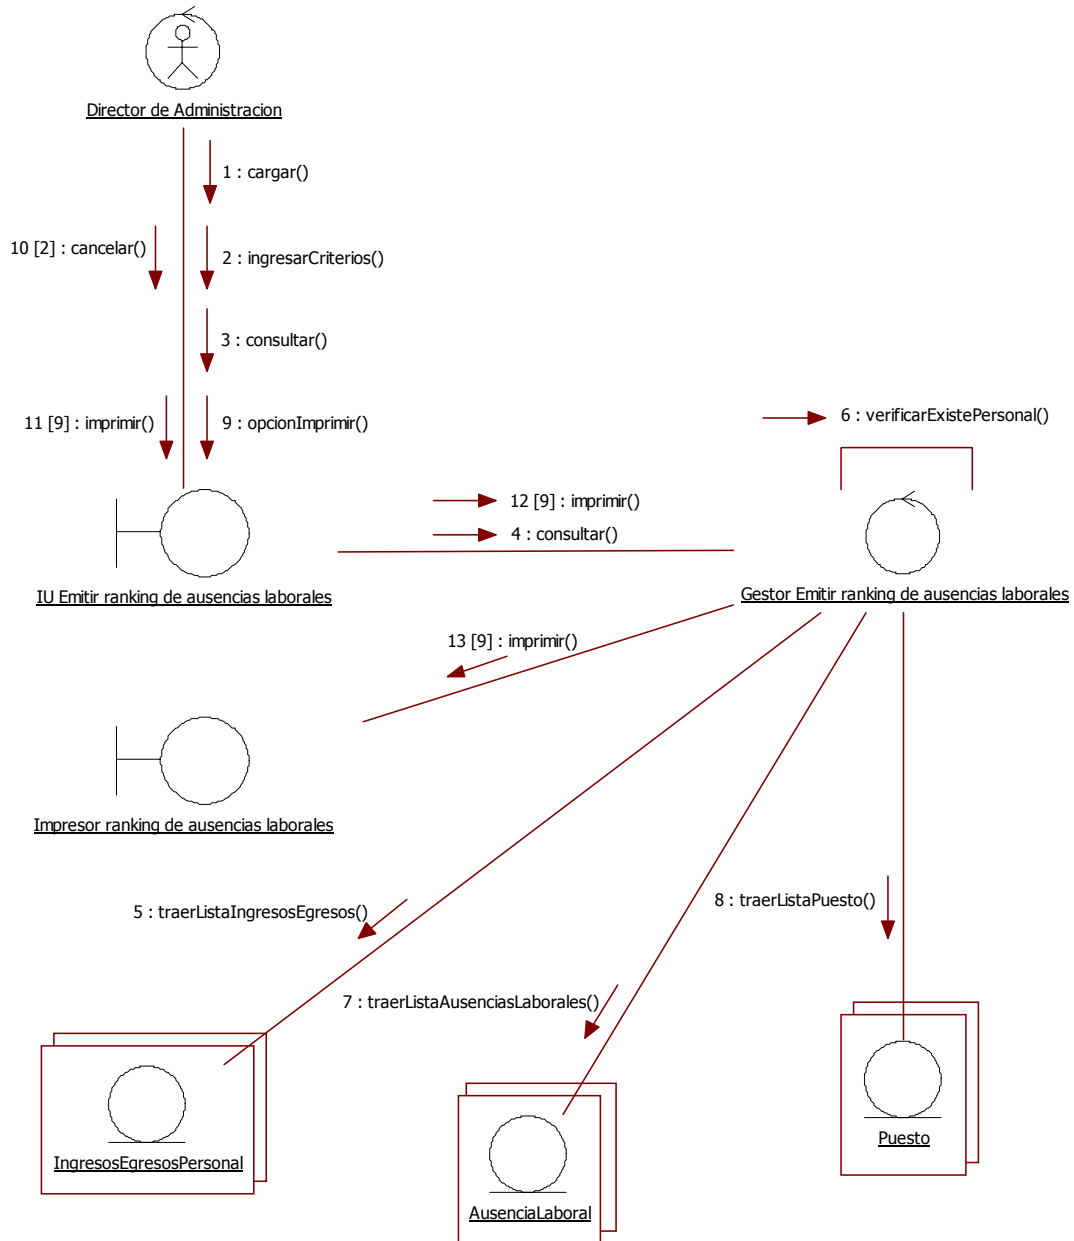 Director de Administracion
1 : cargar()
10 [2] : cancelar()
2 : ingresarCriterios()
3 : consultar()
11 [9] : imprimir()
9 : opcionImprimir()
6 : verificarExistePersonal()
12 [9] : imprimir()
4 : consultar()
IU Emitir ranking de ausencias laborales
Gestor Emitir ranking de ausencias laborales
13 [9] : imprimir()
Impresor ranking de ausencias laborales
5 : traerListaIngresosEgresos()
8 : traerListaPuesto()
7 : traerListaAusenciasLaborales()
IngresosEgresosPersonal
AusenciaLaboral
Puesto